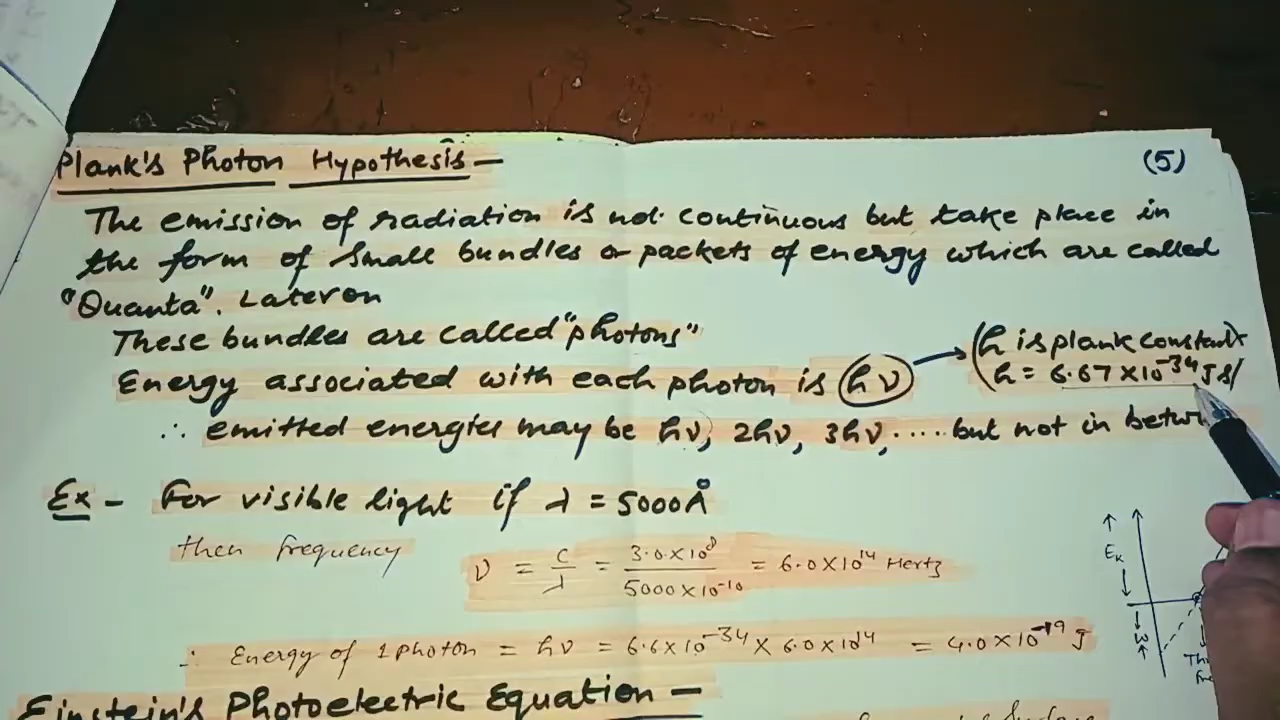 Plank's Photon Hypothesis —
(5)
The emission of radiation is not continuous but take place in
the form of small bundles or packets of energy which are called
"Quanta". Lateron
These bundles are called "photons"
Energy associated with each photon is hν → (h is plank constant
h = 6.67 × 10⁻³⁴ JS/
∴ emitted energies may be hν, 2hν, 3hν, ..... but not in
Ex – For visible light if λ = 5000Å
then frequency
ν = c/λ = 3.0×10⁸/5000×10⁻¹⁰ = 6.0×10¹⁴ Hertz
Eₖ
∴ Energy of 1 photon = hν = 6.6×10⁻³⁴ × 6.0×10¹⁴ = 4.0×10⁻¹⁹ J
Einstein's Photoelectric Equation —